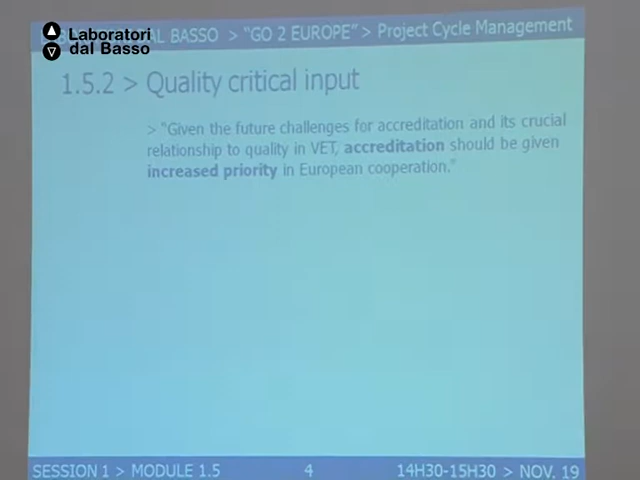 AL BASSO > "GO 2 EUROPE" > Project Cycle Management
Laboratori
dal Basso
1.5.2 > Quality critical input
> "Given the future challenges for accreditation and its crucial
relationship to quality in VET, accreditation should be given
increased priority in European cooperation."
SESSION 1 > MODULE 1.5
4
14H30-15H30 > NOV. 19